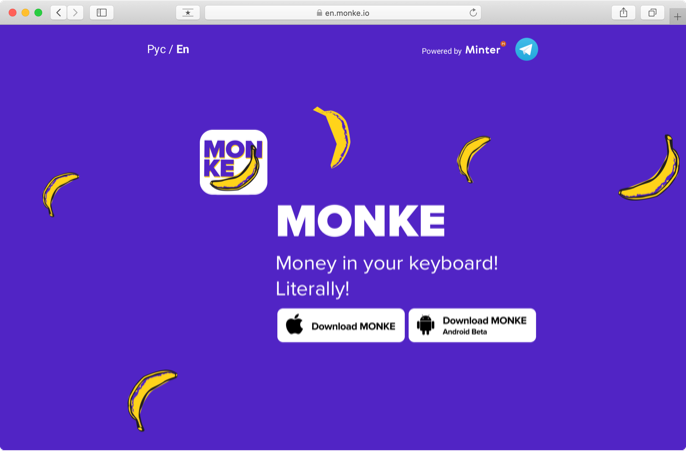 en.monke.io
Рус / En
Powered by Minter
MONKE
MON
KE
Money in your keyboard!
Literally!
Download MONKE
Download MONKE
Android Beta